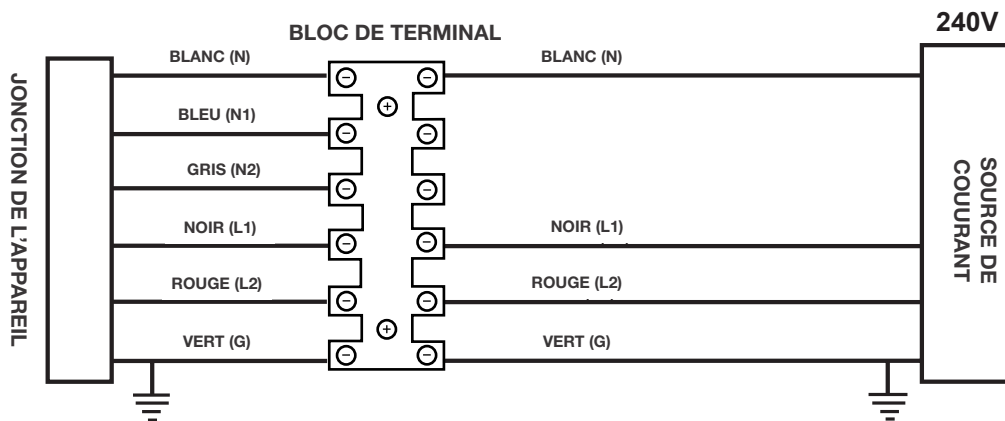 240V
BLOC DE TERMINAL
BLANC (N)
BLANC (N)
BLEU (N1)
GRIS (N2)
NOIR (L1)
NOIR (L1)
ROUGE (L2)
ROUGE (L2)
VERT (G)
VERT (G)
JONCTION DE L'APPAREIL
SOURCE DE
COUURANT